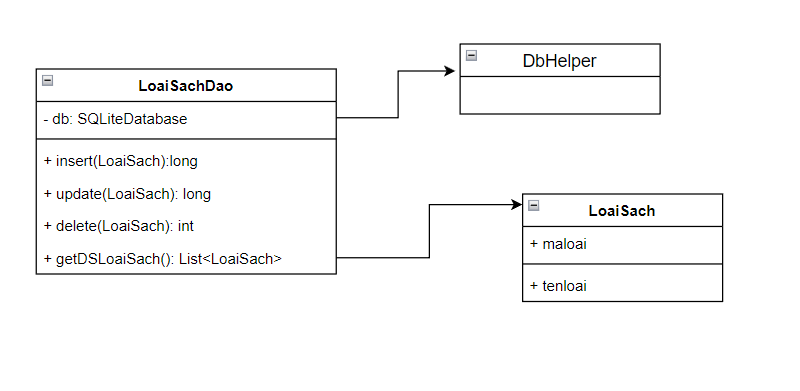 LoaiSachDao
- db: SQLiteDatabase
+ insert(LoaiSach):long
+ update(LoaiSach): long
+ delete(LoaiSach): int
+ getDSLoaiSach(): List<LoaiSach>
DbHelper
LoaiSach
+ maloai
+ tenloai